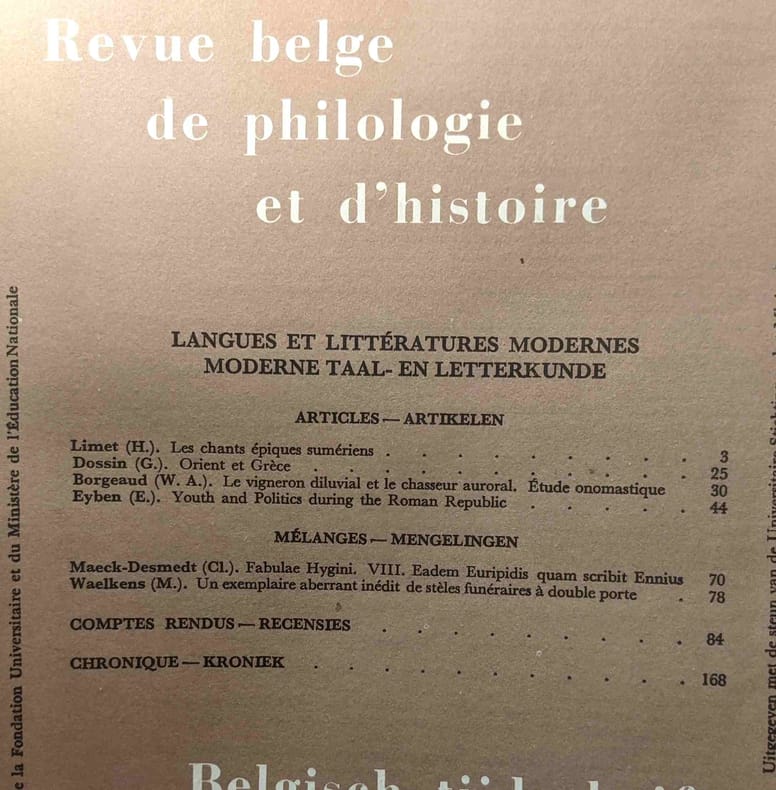 Revue belge
de philologie
et d'histoire
LANGUES ET LITTÉRATURES MODERNES
MODERNE TAAL- EN LETTERKUNDE
ARTICLES — ARTIKELEN
Limet (H.). Les chants épiques sumériens . . . . . . . . . . 3
Dossin (G.). Orient et Grèce . . . . . . . . . . . . 25
Borgeaud (W. A.). Le vigneron diluvial et le chasseur auroral. Étude onomastique 30
Eyben (E.). Youth and Politics during the Roman Republic . . . . . 44
MÉLANGES — MENGELINGEN
Maeck-Desmedt (Cl.). Fabulae Hygini. VIII. Eadem Euripidis quam scribit Ennius 70
Waelkens (M.). Un exemplaire aberrant inédit de stèles funéraires à double porte . 78
COMPTES RENDUS — RECENSIES . . . . . . . . . 84
CHRONIQUE — KRONIEK . . . . . . . . . . . 168
Belgisch
e la Fondation Universitaire et du Ministère de l'Éducation Nationale
Uitgegeven met de steun van de Universitaire